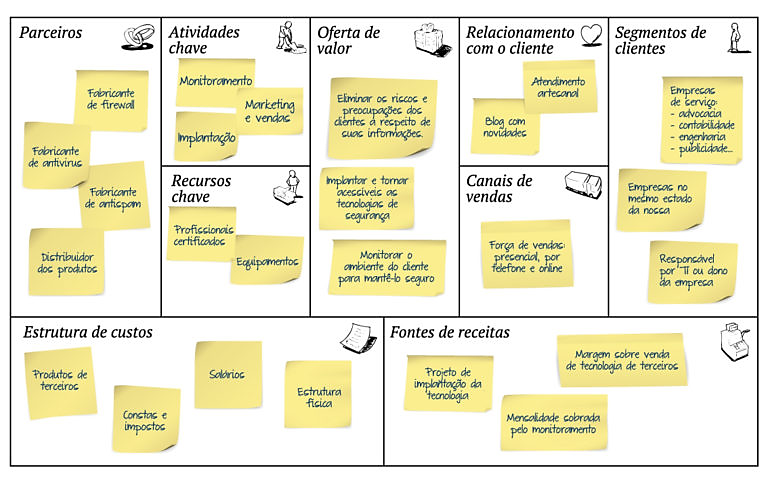 Parceiros
Fabricante
de firewall
Fabricante
de antivirus
Fabricante
de antispam
Distribuidor
dos produtos
Atividades
chave
Monitoramento
Marketing
e vendas
Implantação
Recursos
chave
Profissionais
certificados
Equipamentos
Oferta de
valor
Eliminar os riscos e
preocupações dos
clientes a respeito de
suas informações.
Implantar e tornar
acessíveis as
tecnologias de
segurança
Monitorar o
ambiente do cliente
para mantê-lo seguro
Relacionamento
com o cliente
Atendimento
artesanal
Blog com
novidades
Canais de
vendas
Força de vendas:
presencial, por
telefone e online
Segmentos de
clientes
Empresas
de serviço:
- advocacia
- contabilidade
- engenharia
- publicidade...
Empresas no
mesmo estado
da nossa
Responsável
por TI ou dono
da empresa
Estrutura de custos
Produtos de
terceiros
Constas e
impostos
Salários
Estrutura
física
Fontes de receitas
Projeto de
implantação da
tecnologia
Margem sobre venda
de tecnologia de terceiros
Mensalidade sobrada
pelo monitoramento